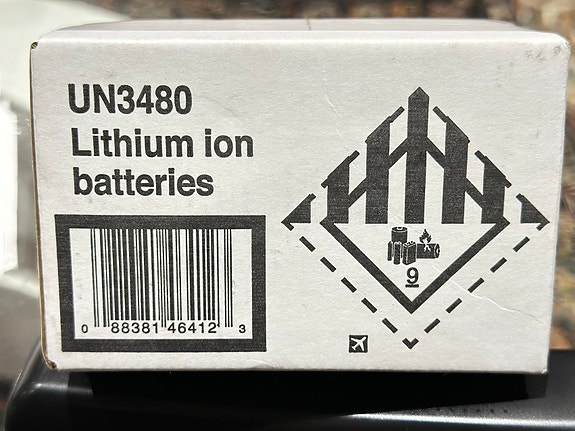 UN3480
Lithium ion
batteries
0 88381 46412 3
9